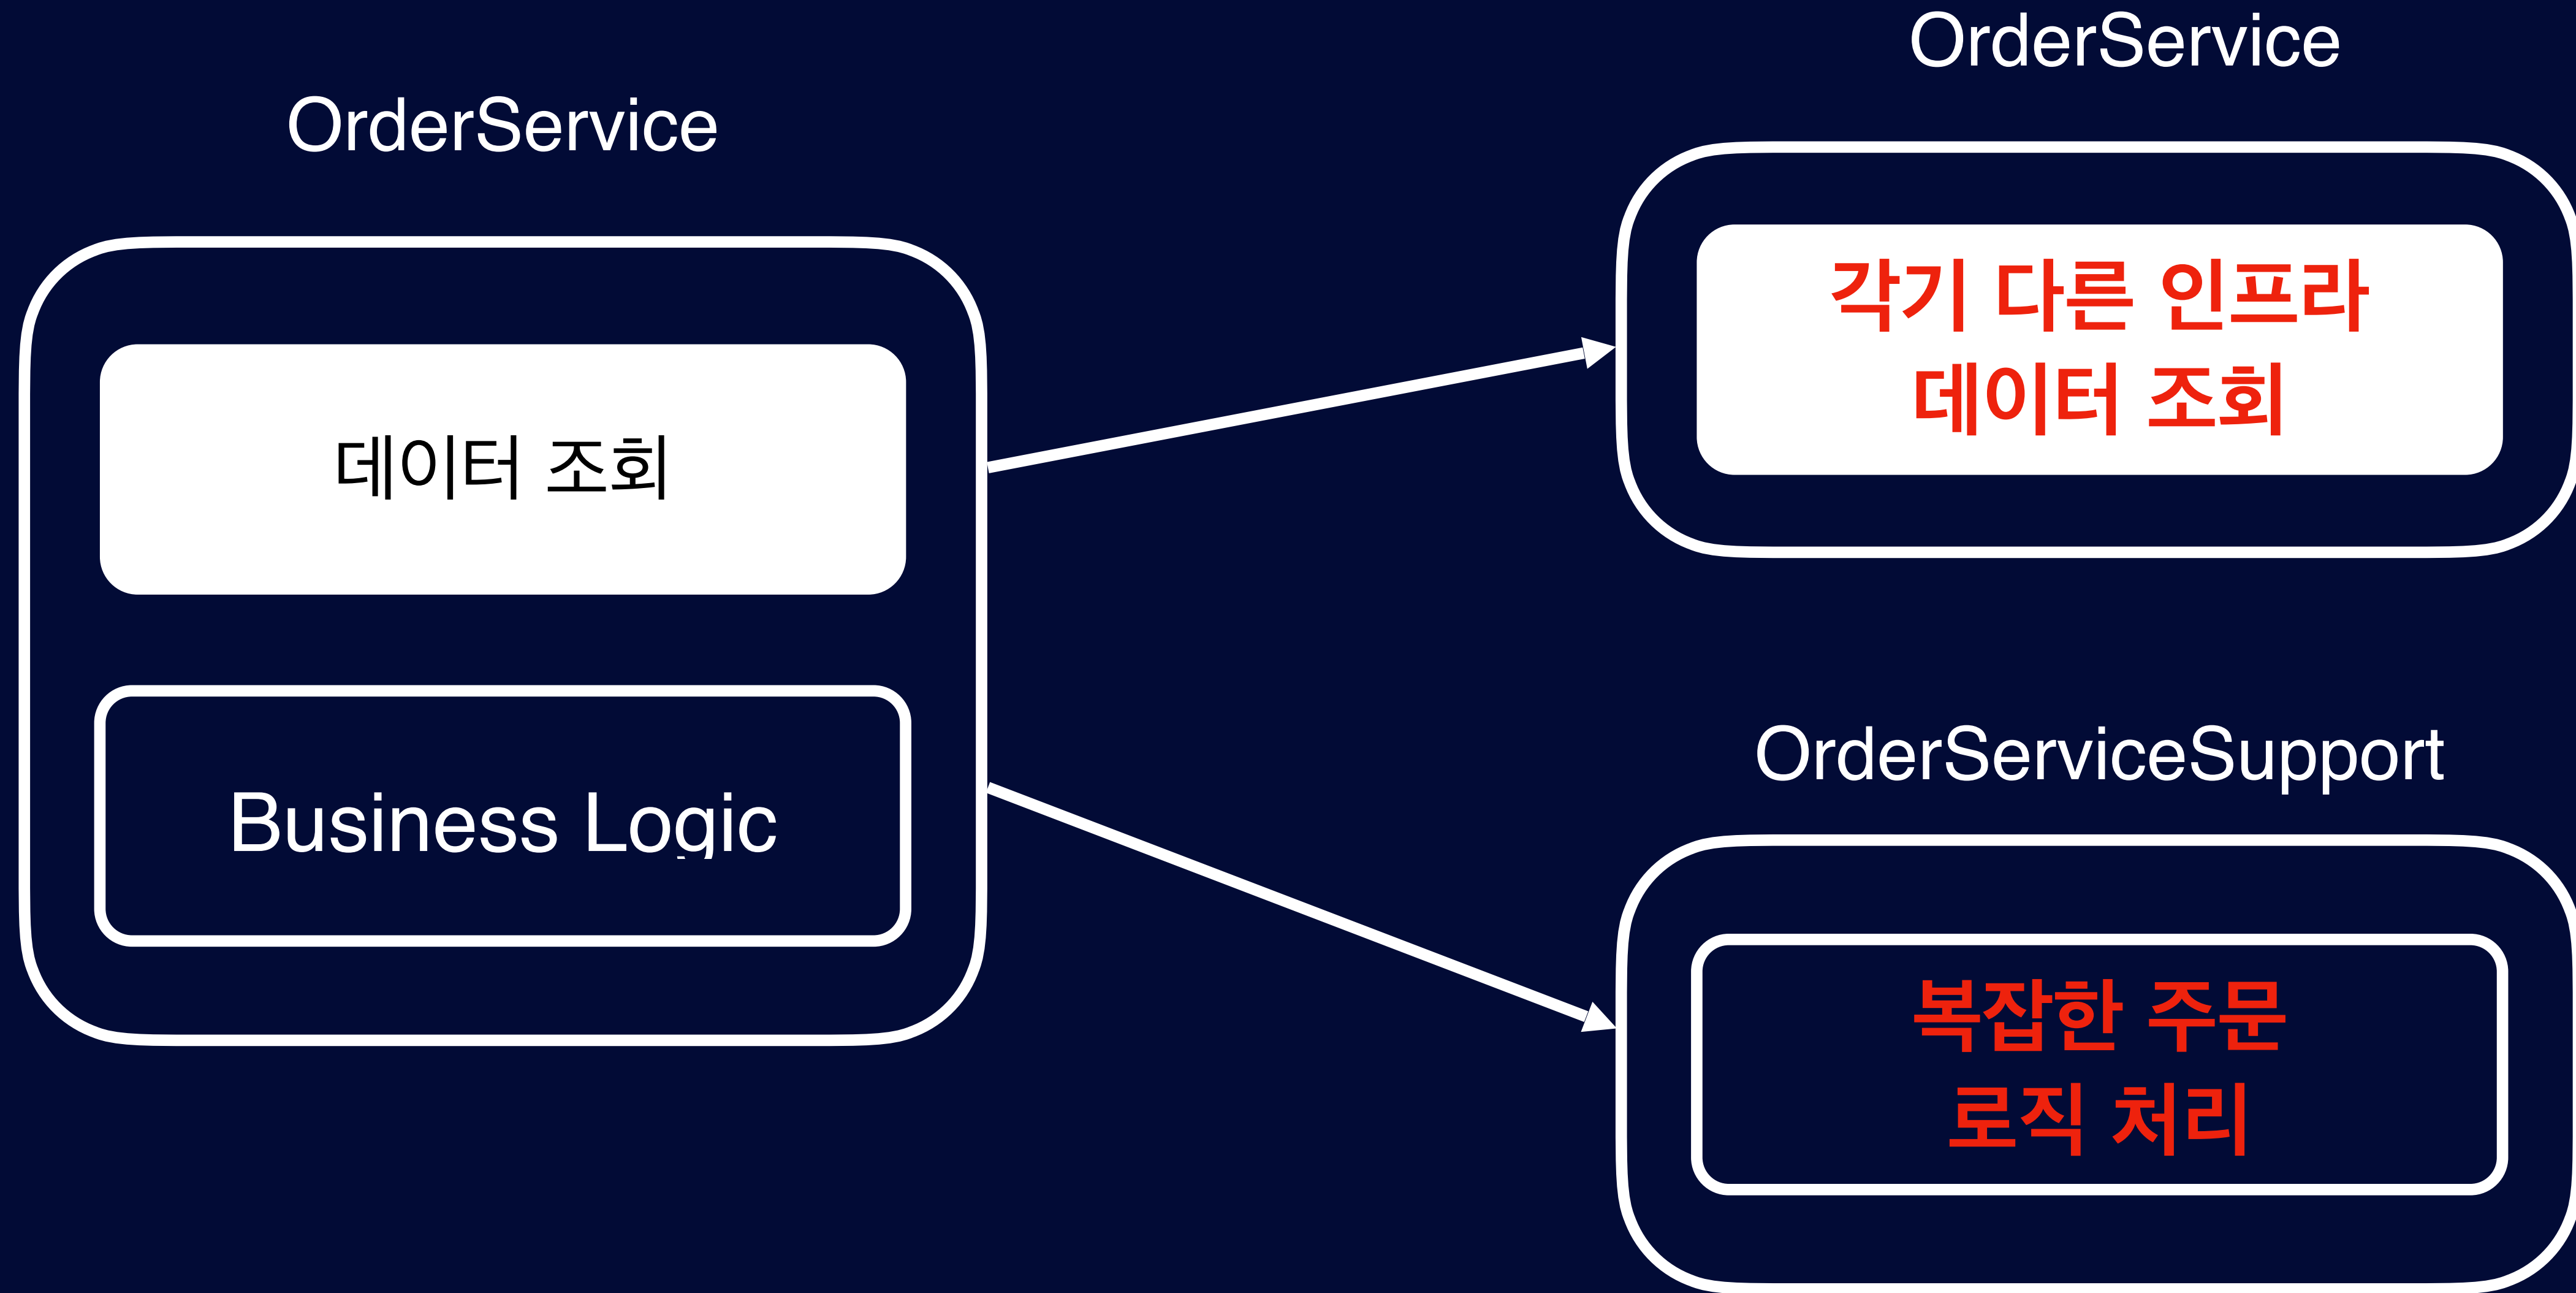 OrderService
데이터 조회
Business Logic
OrderService
각기 다른 인프라
데이터 조회
OrderServiceSupport
복잡한 주문
로직 처리